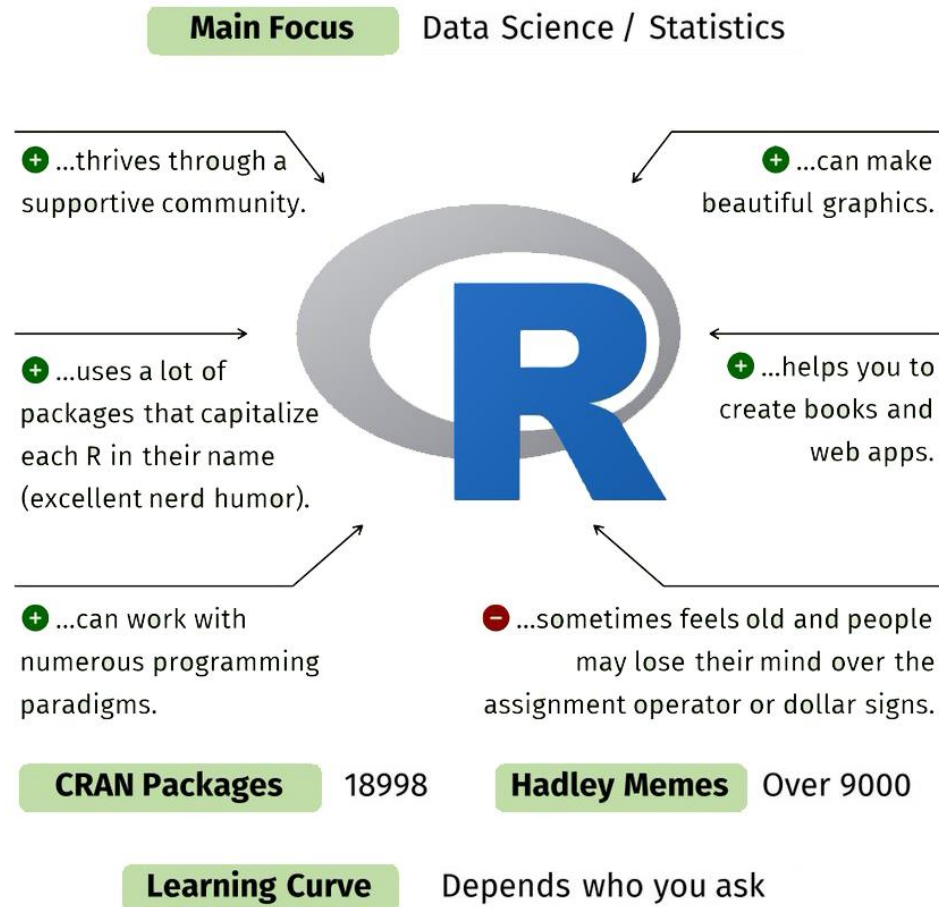 Main Focus Data Science / Statistics
+ ...thrives through a
supportive community.
+ ...can make
beautiful graphics.
+ ...uses a lot of
packages that capitalize
each R in their name
(excellent nerd humor).
+ ...helps you to
create books and
web apps.
R
+ ...can work with
numerous programming
paradigms.
− ...sometimes feels old and people
may lose their mind over the
assignment operator or dollar signs.
CRAN Packages 18998 Hadley Memes Over 9000
Learning Curve Depends who you ask